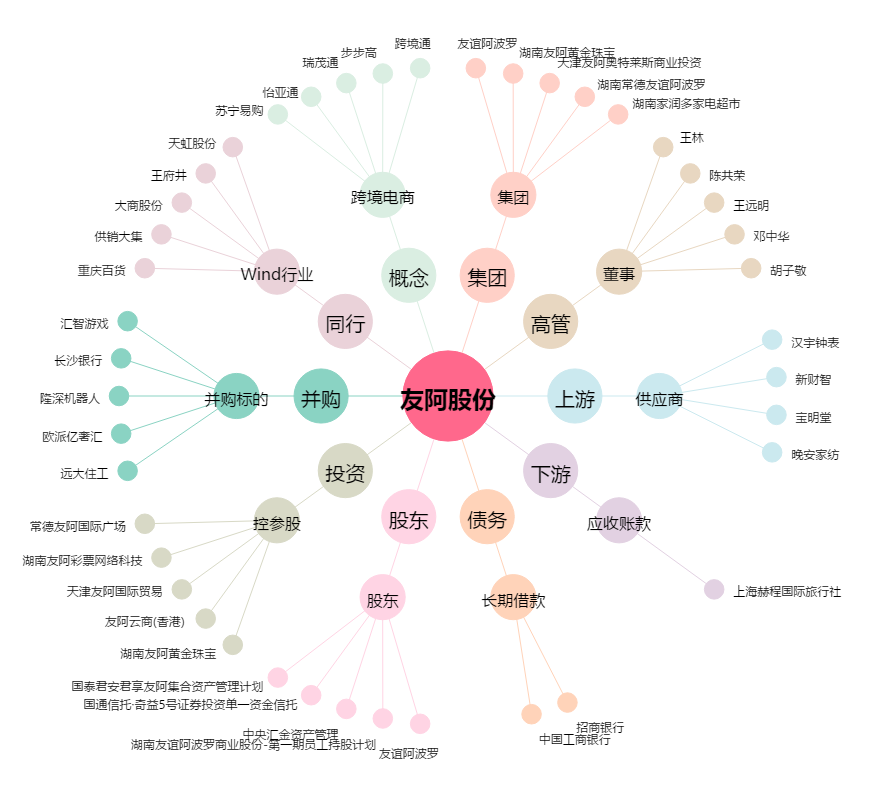 跨境通
友谊阿波罗
步步高
湖南友阿黄金珠宝
瑞茂通
天津友阿奥特莱斯商业投资
怡亚通
湖南常德友谊阿波罗
苏宁易购
湖南家润多家电超市
天虹股份
王林
王府井
陈共荣
跨境电商
集团
大商股份
王远明
供销大集
邓中华
重庆百货
胡子敬
Wind行业
概念
集团
董事
同行
高管
汇智游戏
汉宇钟表
长沙银行
新财智
隆深机器人
并购标的
并购
友阿股份
上游
供应商
宝明堂
欧派亿奢汇
晚安家纺
远大住工
投资
下游
常德友阿国际广场
控参股
股东
债务
应收账款
湖南友阿彩票网络科技
天津友阿国际贸易
上海赫程国际旅行社
股东
长期借款
友阿云商(香港)
湖南友阿黄金珠宝
国泰君安君享友阿集合资产管理计划
国通信托·奇益5号证券投资单一资金信托
招商银行
中央汇金资产管理
中国工商银行
湖南友谊阿波罗商业股份-第一期员工持股计划
友谊阿波罗